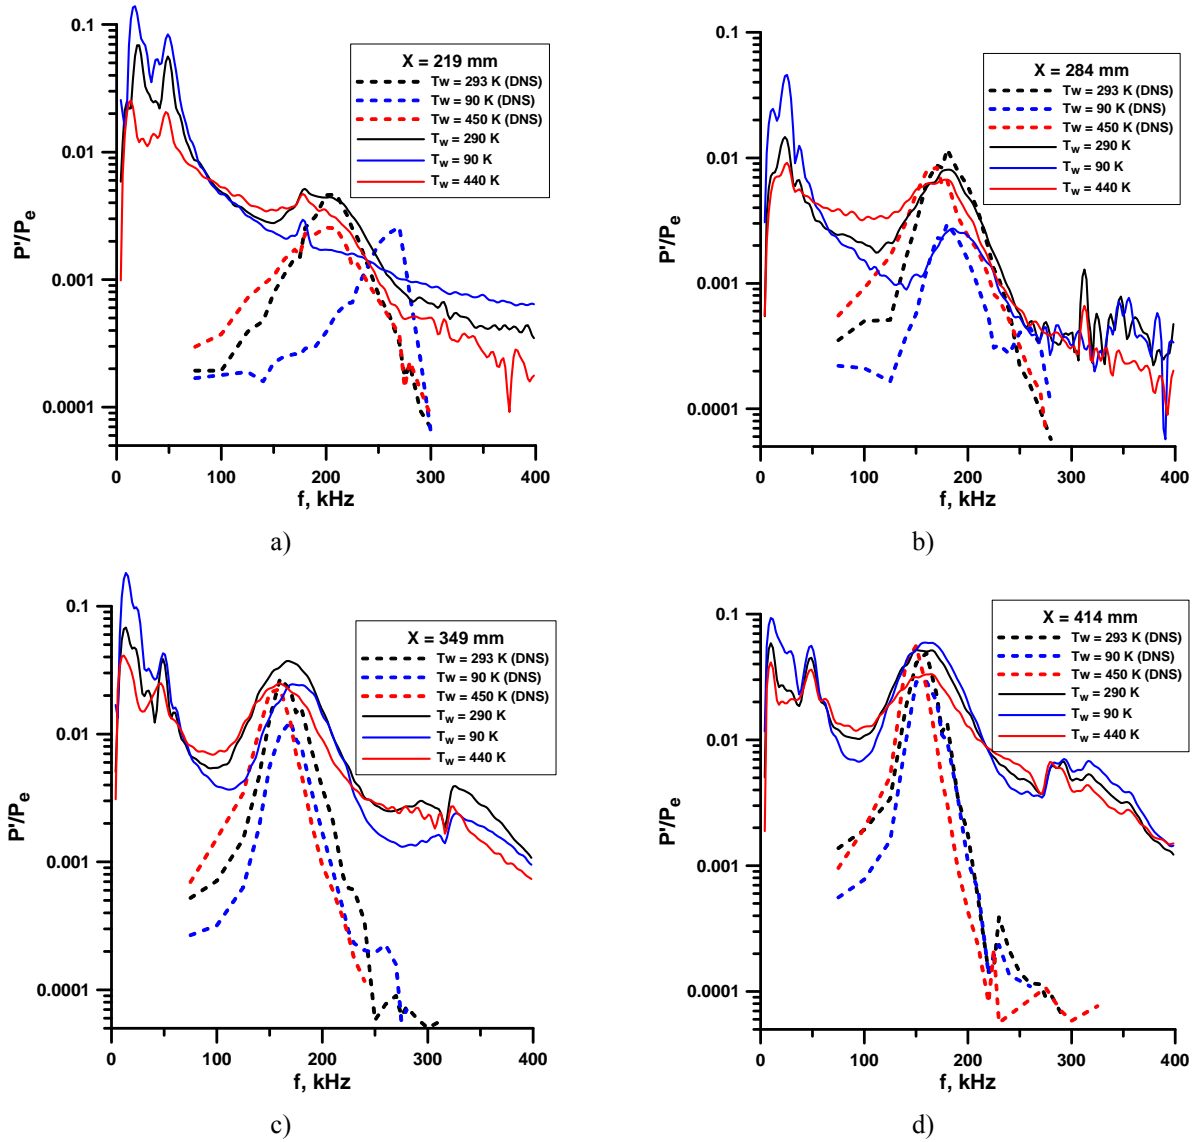 0.1
0.01
0.001
0.0001
P'/Pe
X = 219 mm
Tw = 293 K (DNS)
Tw = 90 K (DNS)
Tw = 450 K (DNS)
Tw = 290 K
Tw = 90 K
Tw = 440 K
0 100 200 300 400
f, kHz
a)
0.1
0.01
0.001
0.0001
P'/Pe
X = 284 mm
Tw = 293 K (DNS)
Tw = 90 K (DNS)
Tw = 450 K (DNS)
Tw = 290 K
Tw = 90 K
Tw = 440 K
0 100 200 300 400
f, kHz
b)
0.1
0.01
0.001
0.0001
P'/Pe
X = 349 mm
Tw = 293 K (DNS)
Tw = 90 K (DNS)
Tw = 450 K (DNS)
Tw = 290 K
Tw = 90 K
Tw = 440 K
0 100 200 300 400
f, kHz
c)
0.1
0.01
0.001
0.0001
P'/Pe
X = 414 mm
Tw = 293 K (DNS)
Tw = 90 K (DNS)
Tw = 450 K (DNS)
Tw = 290 K
Tw = 90 K
Tw = 440 K
0 100 200 300 400
f, kHz
d)